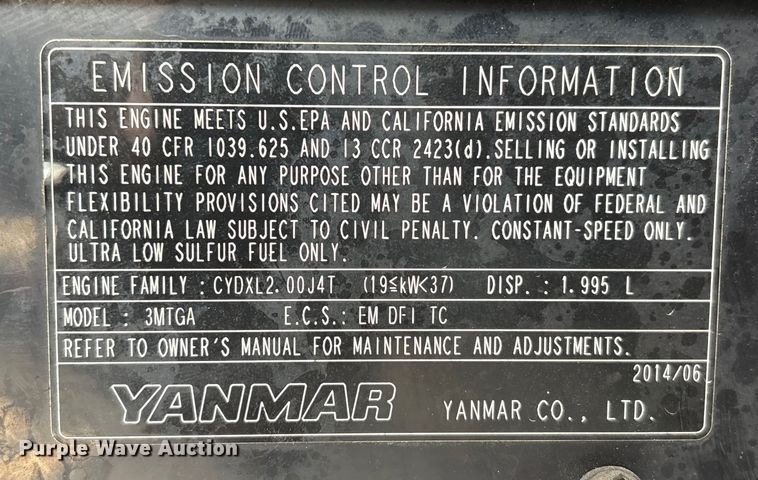 EMISSION CONTROL INFORMATION
THIS ENGINE MEETS U.S.EPA AND CALIFORNIA EMISSION STANDARDS
UNDER 40 CFR 1039.625 AND 13 CCR 2423(d).SELLING OR INSTALLING
THIS ENGINE FOR ANY PURPOSE OTHER THAN FOR THE EQUIPMENT
FLEXIBILITY PROVISIONS CITED MAY BE A VIOLATION OF FEDERAL AND
CALIFORNIA LAW SUBJECT TO CIVIL PENALTY. CONSTANT-SPEED ONLY.
ULTRA LOW SULFUR FUEL ONLY.
ENGINE FAMILY : CYDXL2.00J4T (19≦kW<37) DISP. : 1.995 L
MODEL : 3MTGA E.C.S.: EM DFI TC
REFER TO OWNER'S MANUAL FOR MAINTENANCE AND ADJUSTMENTS.
2014/06
YANMAR YANMAR CO., LTD.
Purple Wave Auction